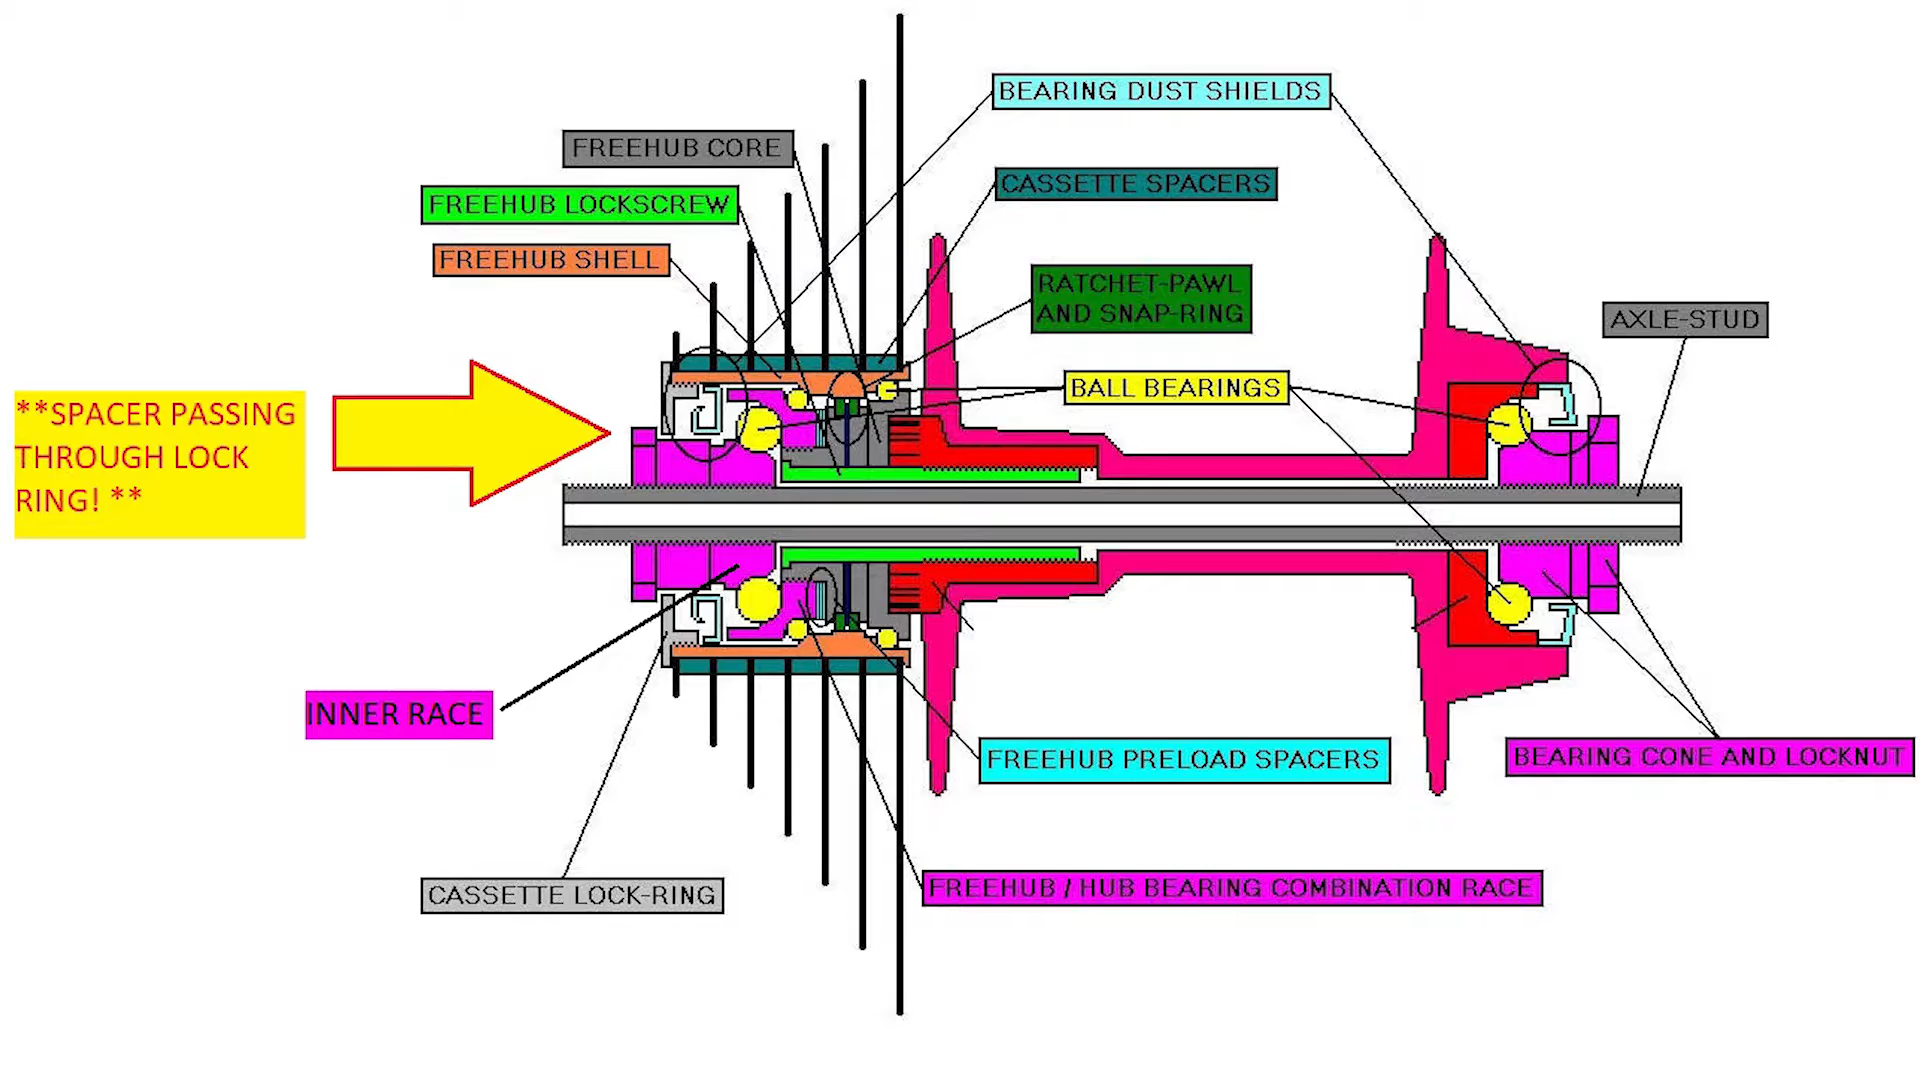 BEARING DUST SHIELDS
FREEHUB CORE
CASSETTE SPACERS
FREEHUB LOCKSCREW
FREEHUB SHELL
RATCHET-PAWL
AND SNAP-RING
AXLE-STUD
BALL BEARINGS
**SPACER PASSING
THROUGH LOCK
RING! **
INNER RACE
FREEHUB PRELOAD SPACERS
BEARING CONE AND LOCKNUT
CASSETTE LOCK-RING
FREEHUB / HUB BEARING COMBINATION RACE